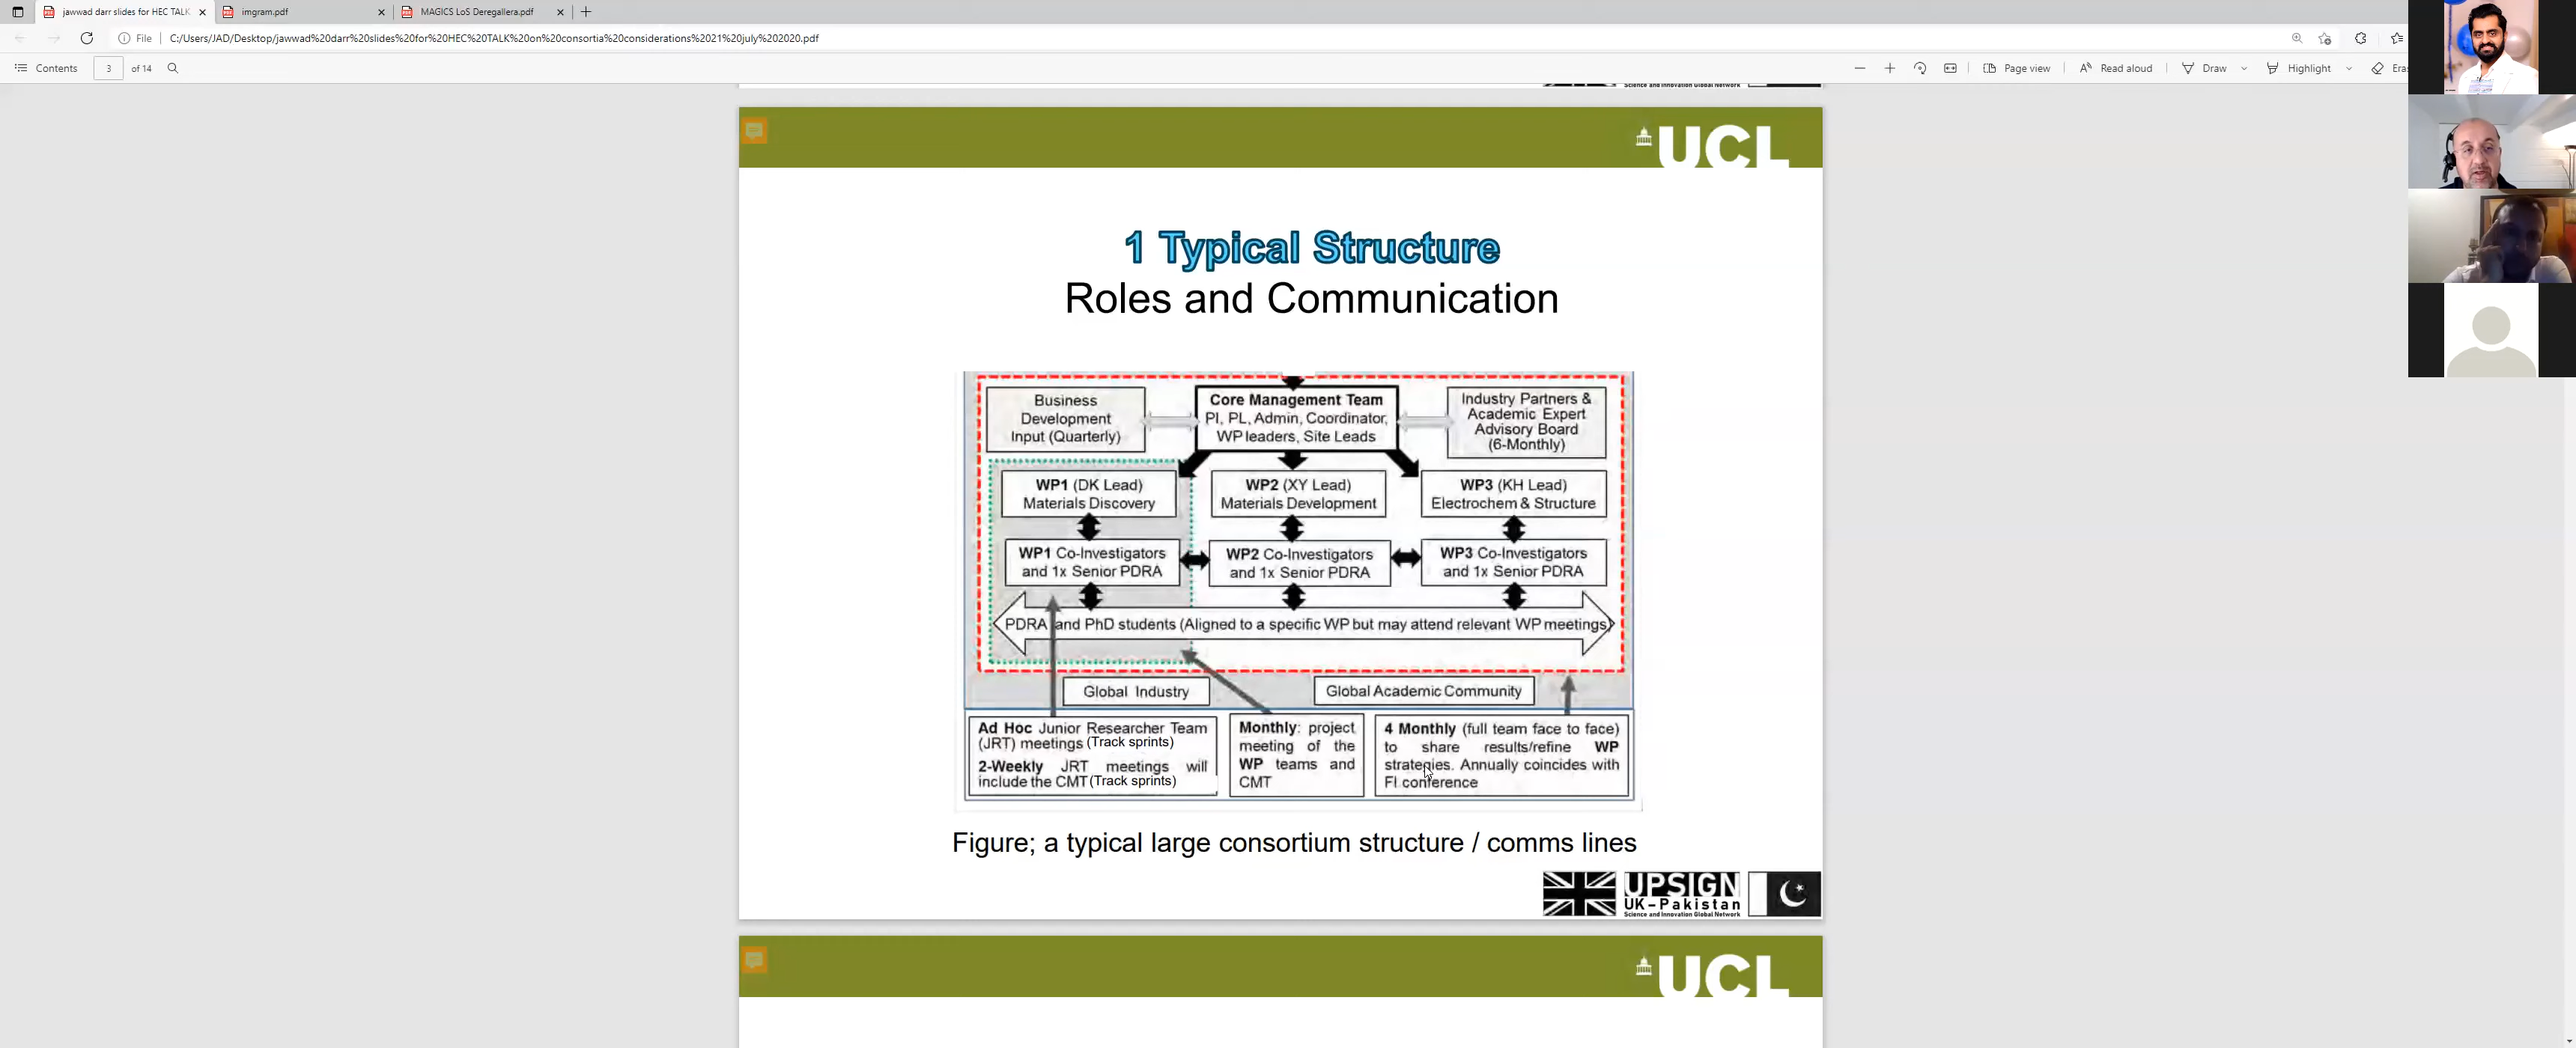 jawwad darr slides for HEC TALK
imgram.pdf
MAGICS LoS Deregallera.pdf
File
C:/Users/JAD/Desktop/jawwad%20darr%20slides%20for%20HEC%20TALK%20on%20consortia%20considerations%2021%20july%202020.pdf
Contents
3
of 14
Page view
Read aloud
Draw
Highlight
Science and Innovation Global Network
UCL
1 Typical Structure
Roles and Communication
Business
Development
Input (Quarterly)
Core Management Team
PI, PL, Admin, Coordinator,
WP leaders, Site Leads
Industry Partners &
Academic Expert
Advisory Board
(6-Monthly)
WP1 (DK Lead)
Materials Discovery
WP2 (XY Lead)
Materials Development
WP3 (KH Lead)
Electrochem & Structure
WP1 Co-Investigators
and 1x Senior PDRA
WP2 Co-Investigators
and 1x Senior PDRA
WP3 Co-Investigators
and 1x Senior PDRA
PDRA and PhD students (Aligned to a specific WP but may attend relevant WP meetings)
Global Industry
Global Academic Community
Ad Hoc Junior Researcher Team
(JRT) meetings (Track sprints)
2-Weekly JRT meetings will
include the CMT (Track sprints)
Monthly: project
meeting of the
WP teams and
CMT
4 Monthly (full team face to face)
to share results/refine WP
strategies. Annually coincides with
FI conference
Figure; a typical large consortium structure / comms lines
UPSIGN
UK-Pakistan
Science and Innovation Global Network
UCL